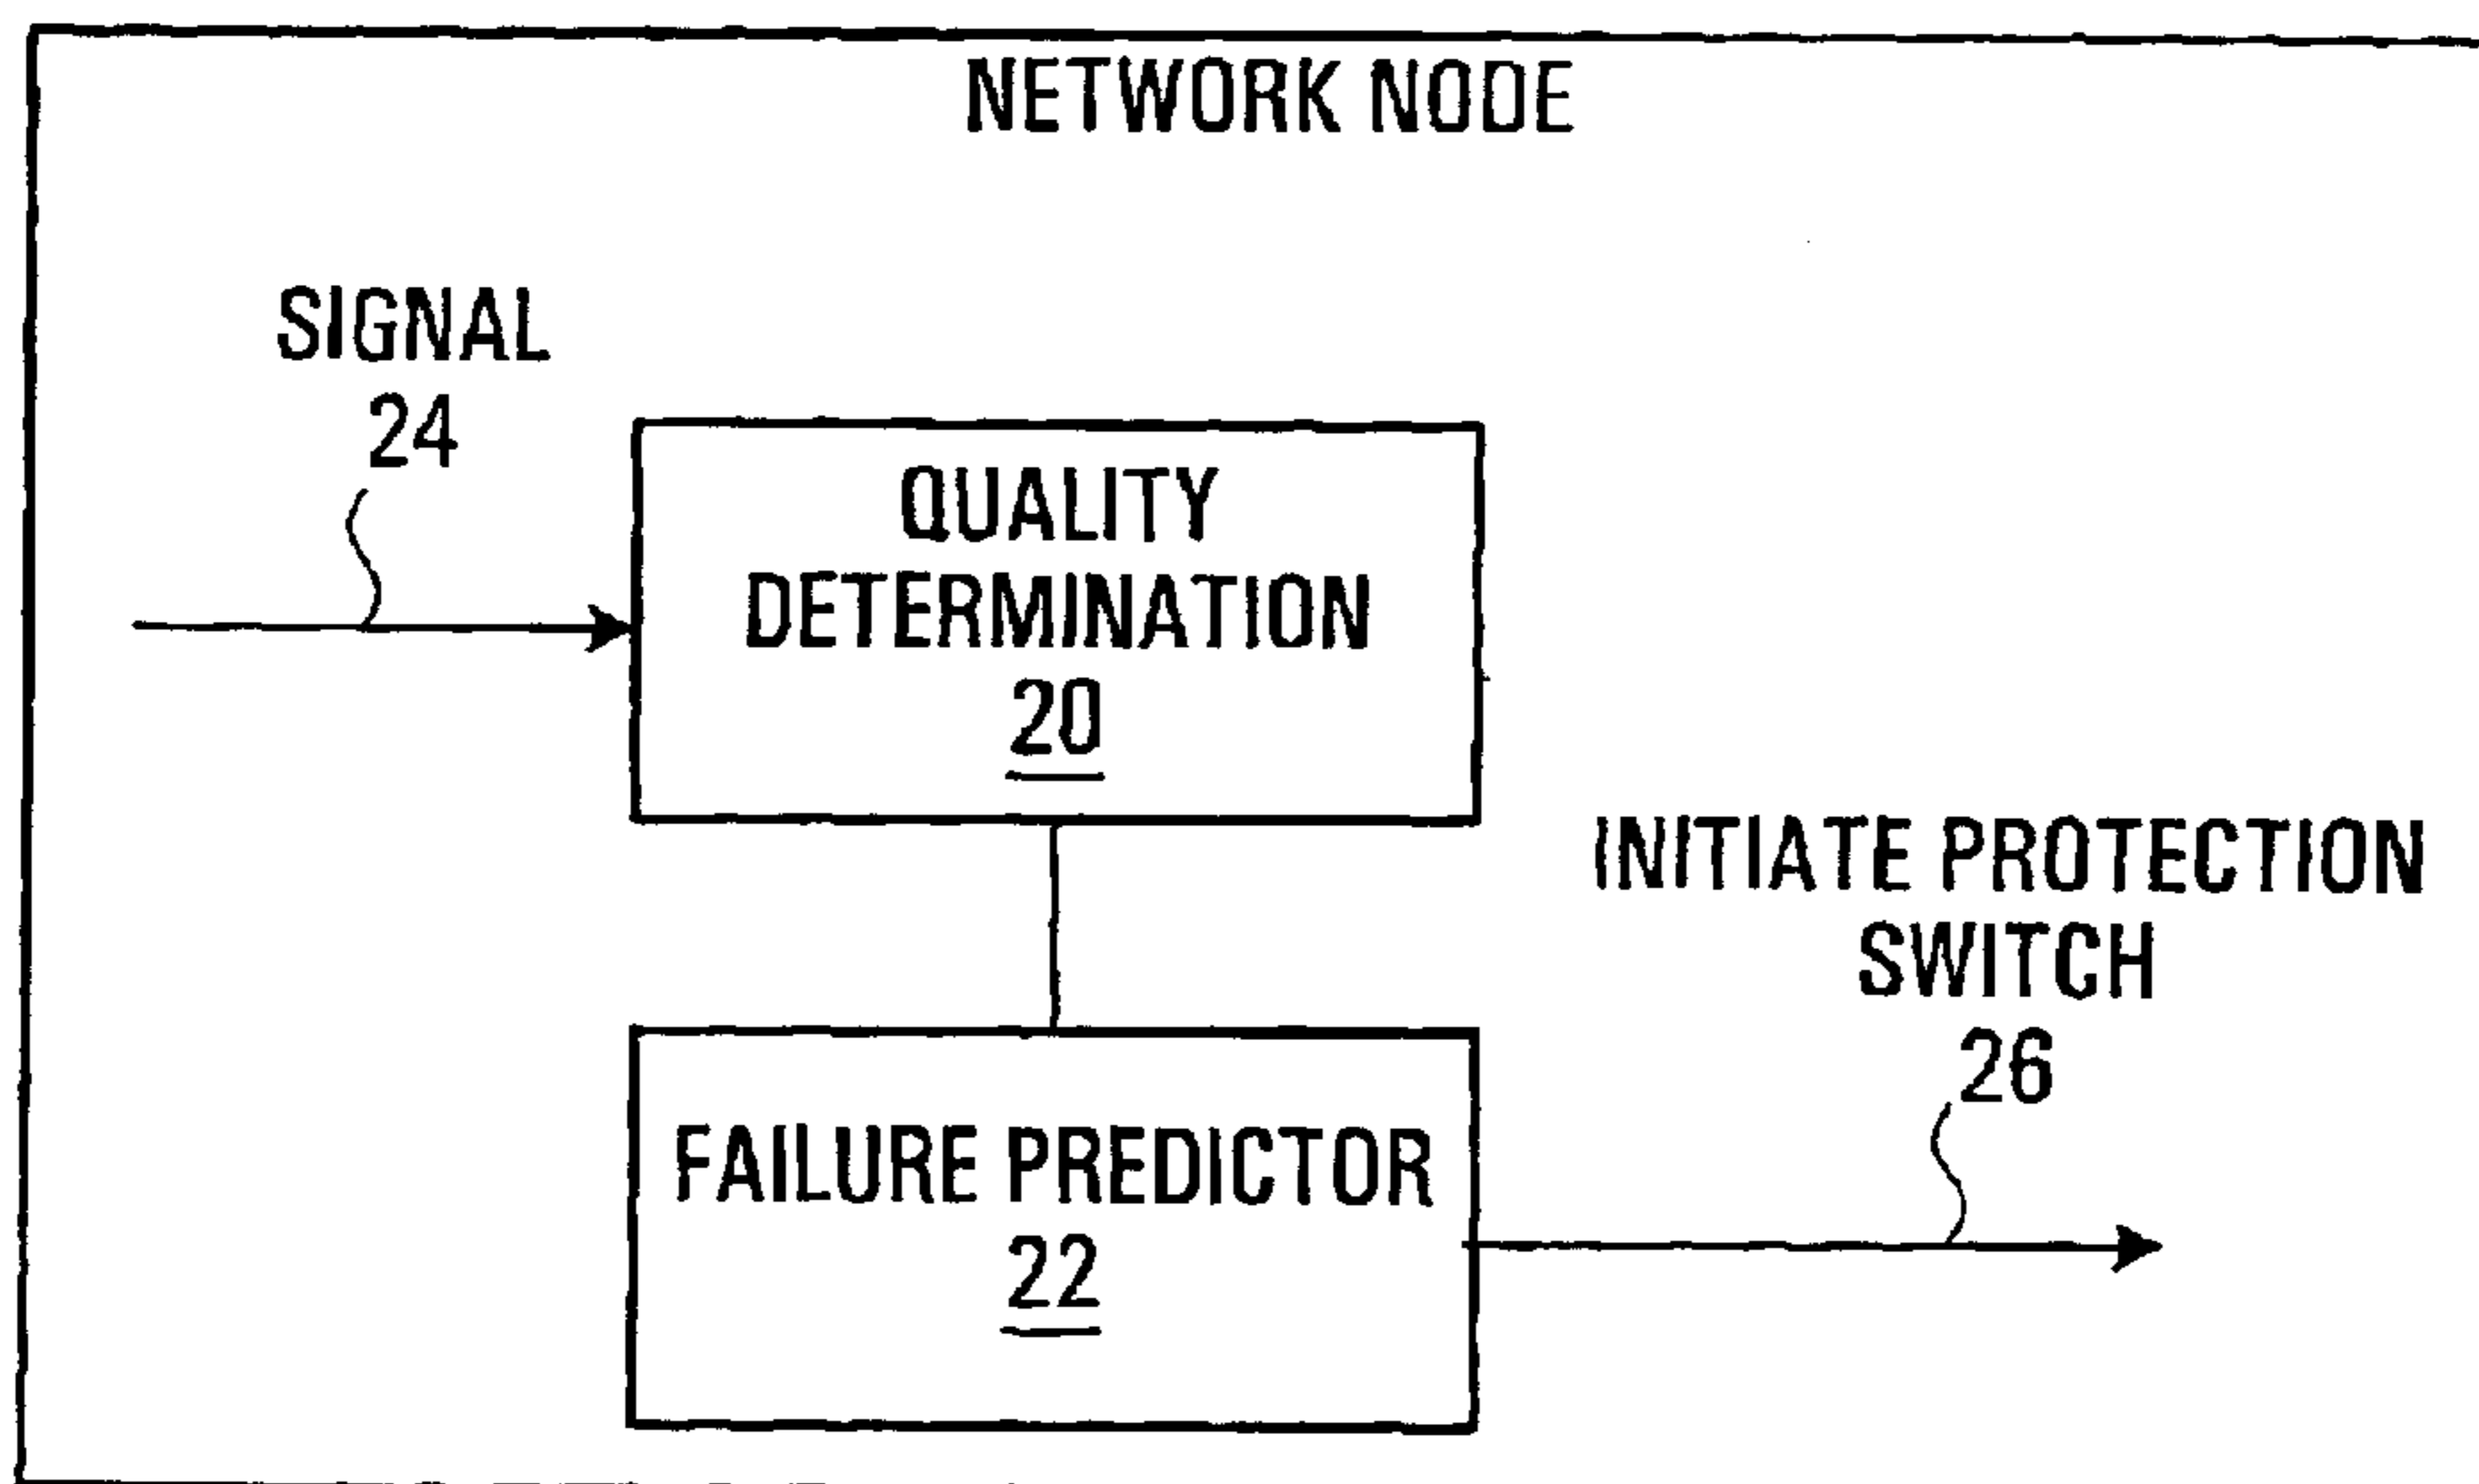 NETWORK NODE
SIGNAL
24
QUALITY
DETERMINATION
20
INITIATE PROTECTION
SWITCH
26
FAILURE PREDICTOR
22